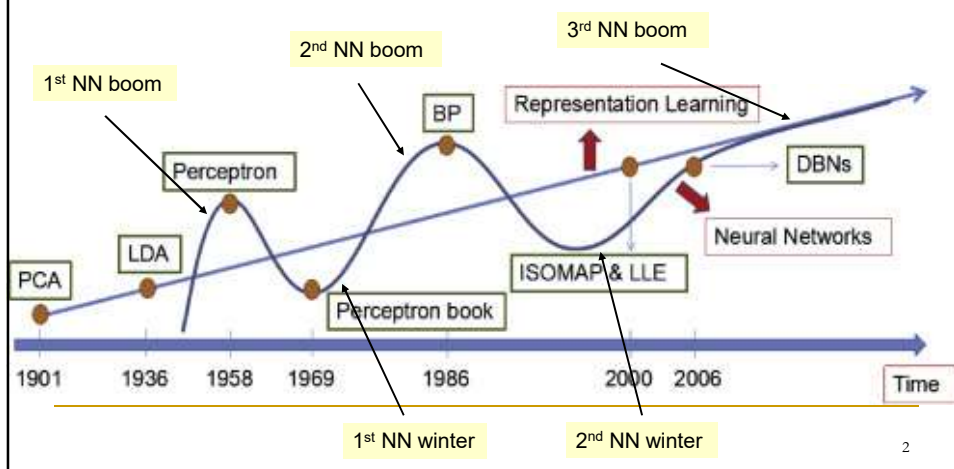 3rd NN boom
2nd NN boom
1st NN boom
Representation Learning
BP
Perceptron
DBNs
LDA
Neural Networks
PCA
ISOMAP & LLE
Perceptron book
1901 1936 1958 1969 1986 2000 2006 Time
1st NN winter 2nd NN winter
2